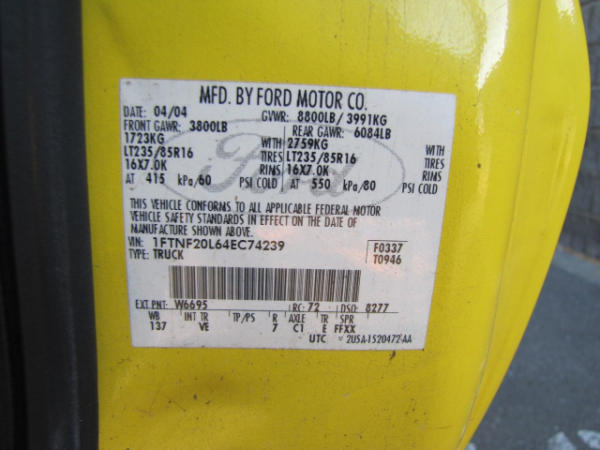 MFD. BY FORD MOTOR CO.
DATE: 04/04 GVWR: 8800LB/3991KG
FRONT GAWR: 3800LB REAR GAWR: 6084LB
1723KG WITH 2759KG WITH
LT235/85R16 TIRES LT235/85R16 TIRES
16X7.0K RIMS 16X7.0K RIMS
AT 415 kPa/60 PSI COLD AT 550 kPa/80 PSI COLD
Ford
THIS VEHICLE CONFORMS TO ALL APPLICABLE FEDERAL MOTOR
VEHICLE SAFETY STANDARDS IN EFFECT ON THE DATE OF
MANUFACTURE SHOWN ABOVE.
VIN: 1FTNF20L64EC74239 F0337
TYPE: TRUCK T0946
EXT PNT: W6695 RC: 72 DSO: 8277
WB INT TR TP/PS R AXLE TR SPR
137 VE 7 C1 E FFXX
UTC 2U5A-1520472-AA